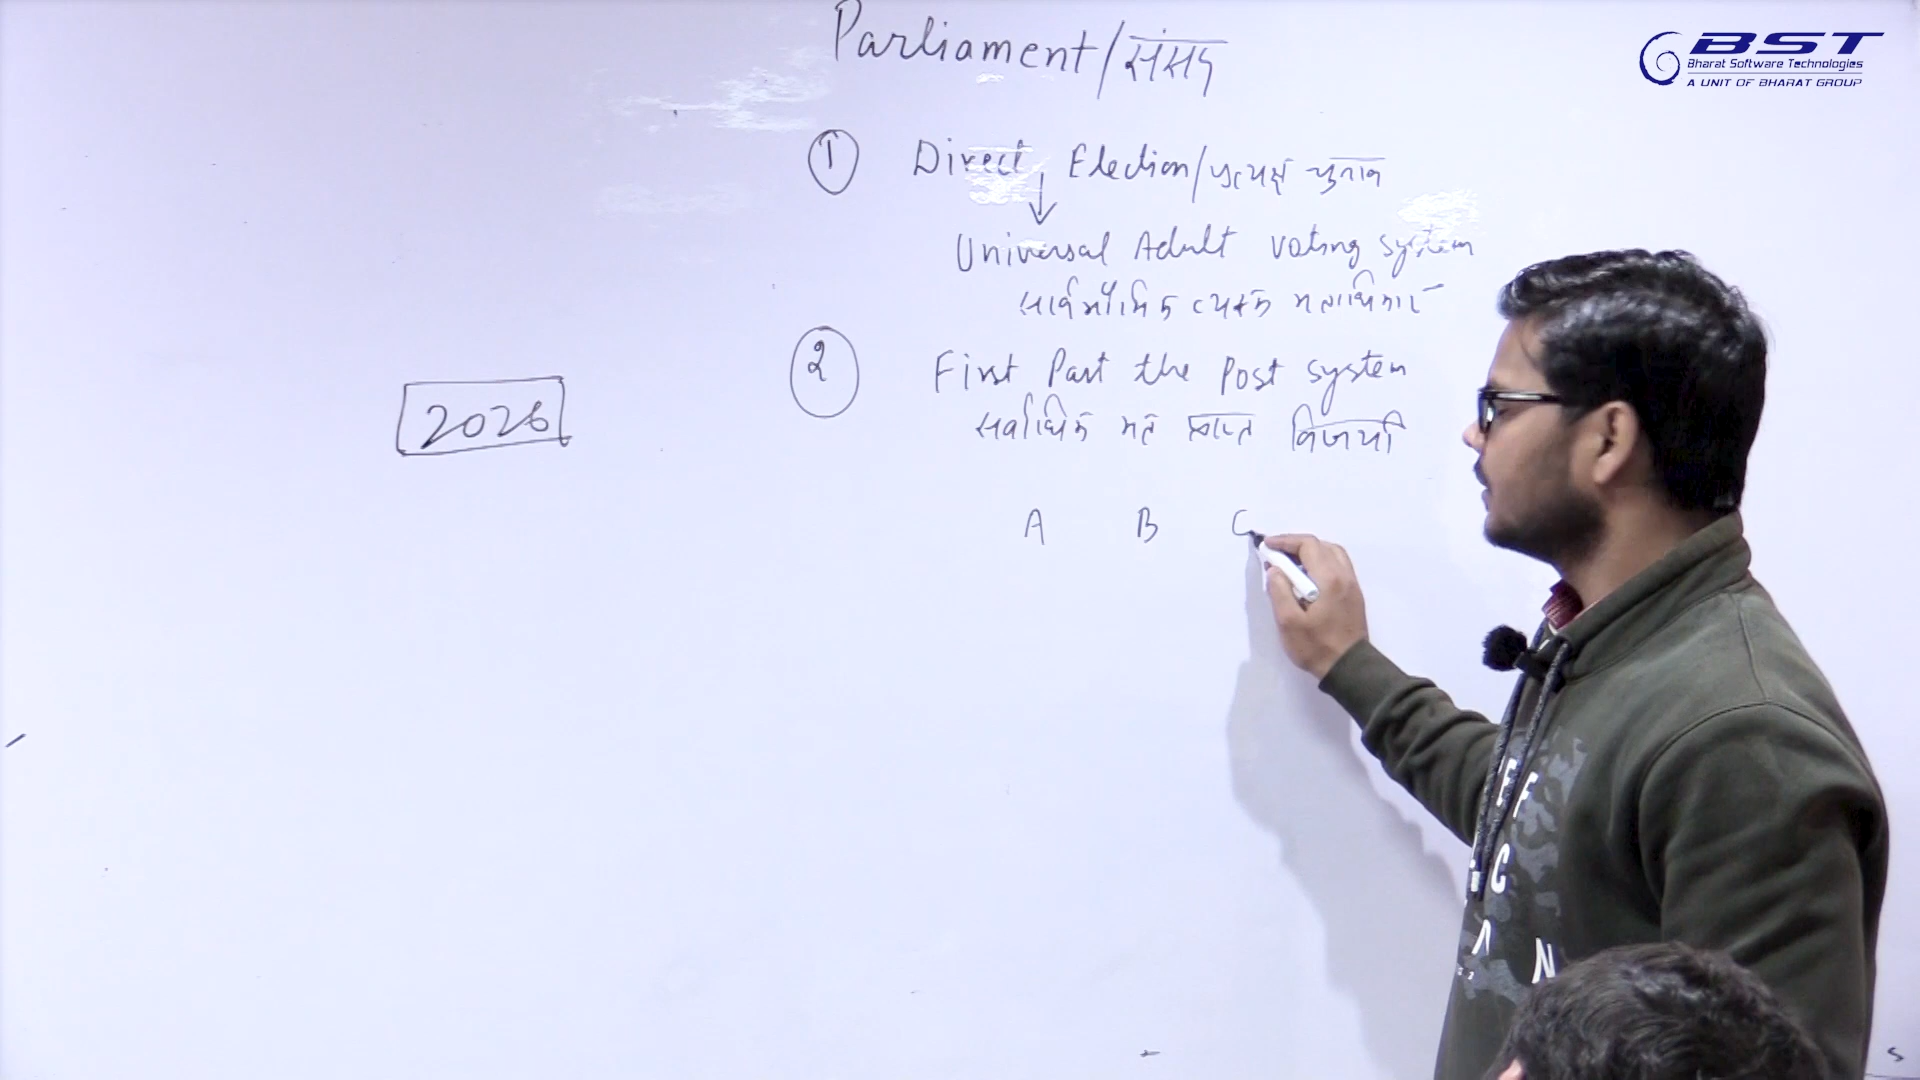 Parliament/संसद
BST
Bharat Software Technologies
A UNIT OF BHARAT GROUP
① Direct Election/प्रत्यक्ष चुनाव
Universal Adult Voting system
सार्वभौमिक व्यस्क मताधिकार
② First Past the Post system
सर्वाधिक मत प्राप्त विजयी
2026
A B C